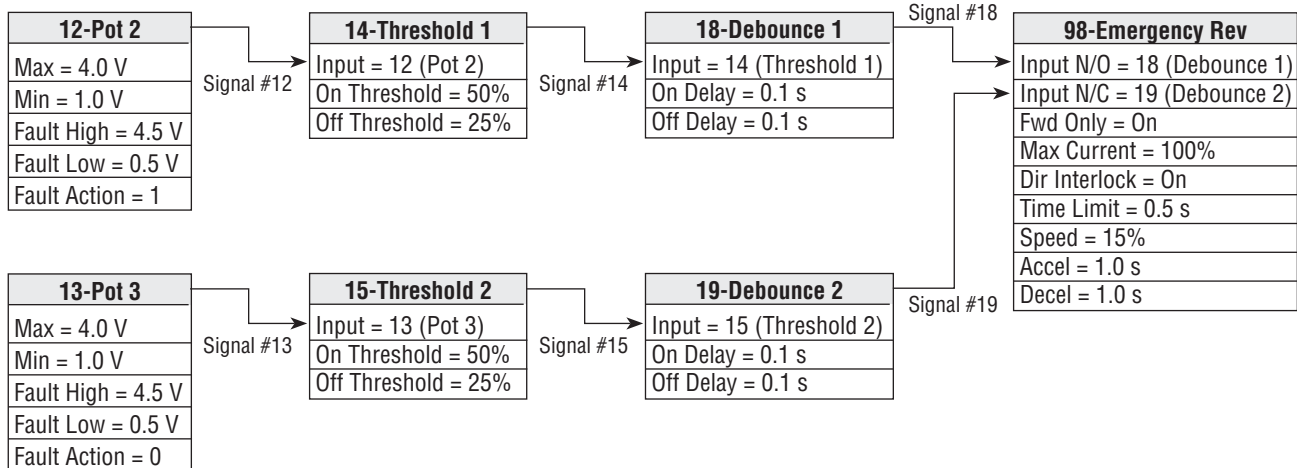 12-Pot 2
Max = 4.0 V
Min = 1.0 V
Fault High = 4.5 V
Fault Low = 0.5 V
Fault Action = 1
Signal #12
14-Threshold 1
Input = 12 (Pot 2)
On Threshold = 50%
Off Threshold = 25%
Signal #14
18-Debounce 1
Input = 14 (Threshold 1)
On Delay = 0.1 s
Off Delay = 0.1 s
Signal #18
98-Emergency Rev
Input N/O = 18 (Debounce 1)
Input N/C = 19 (Debounce 2)
Fwd Only = On
Max Current = 100%
Dir Interlock = On
Time Limit = 0.5 s
Speed = 15%
Accel = 1.0 s
Decel = 1.0 s
13-Pot 3
Max = 4.0 V
Min = 1.0 V
Fault High = 4.5 V
Fault Low = 0.5 V
Fault Action = 0
Signal #13
15-Threshold 2
Input = 13 (Pot 3)
On Threshold = 50%
Off Threshold = 25%
Signal #15
19-Debounce 2
Input = 15 (Threshold 2)
On Delay = 0.1 s
Off Delay = 0.1 s
Signal #19